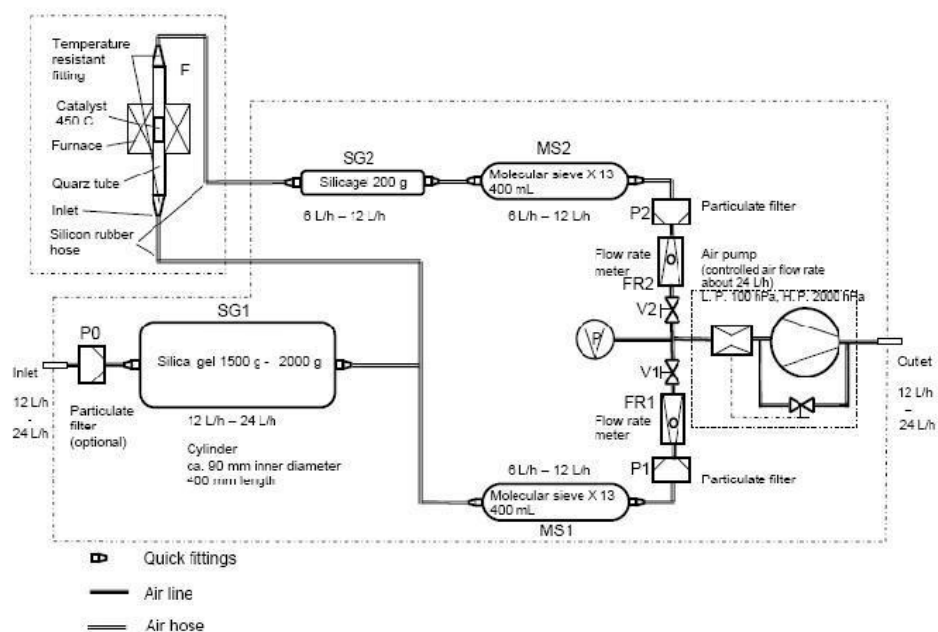 Temperature
resistant
fitting
F
Catalyst
450 C
Furnace
Quarz tube
Inlet
Silicon rubber
hose
SG2
Silicagel 200 g
6 L/h – 12 L/h
MS2
Molecular sieve X 13
400 mL
6 L/h – 12 L/h
P2
Particulate filter
Flow rate
meter
FR2
Air pump
(controlled air flow rate
about 24 L/h)
L. P. 100 hPa, H.P. 2000 hPa
V2
P
V1
SG1
P0
Silica gel 1500 g - 2000 g
Inlet
12 L/h
-
24 L/h
Particulate
filter
(optional)
12 L/h – 24 L/h
Cylinder
ca. 90 mm inner diameter
400 mm length
FR1
Flow rate
meter
Outlet
12 L/h
–
24 L/h
6 L/h – 12 L/h
P1
Particulate filter
Molecular sieve X 13
400 mL
MS1
Quick fittings
Air line
Air hose